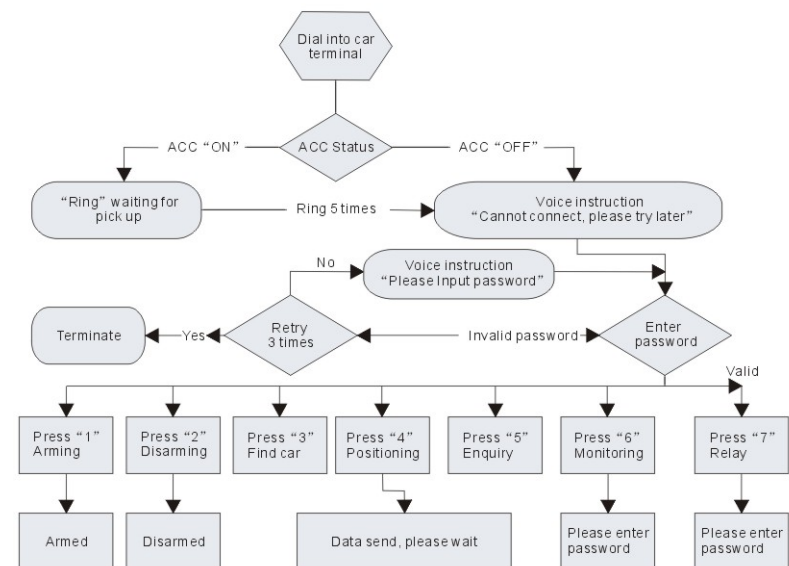 Dial into car
terminal
ACC Status
ACC “ON”
ACC “OFF”
“Ring” waiting for
pick up
Ring 5 times
Voice instruction
“Cannot connect, please try later”
No
Voice instruction
“Please Input password”
Terminate
Yes
Retry
3 times
Invalid password
Enter
password
Valid
Press “1”
Arming
Press “2”
Disarming
Press “3”
Find car
Press “4”
Positioning
Press “5”
Enquiry
Press “6”
Monitoring
Press “7”
Relay
Armed
Disarmed
Data send, please wait
Please enter
password
Please enter
password